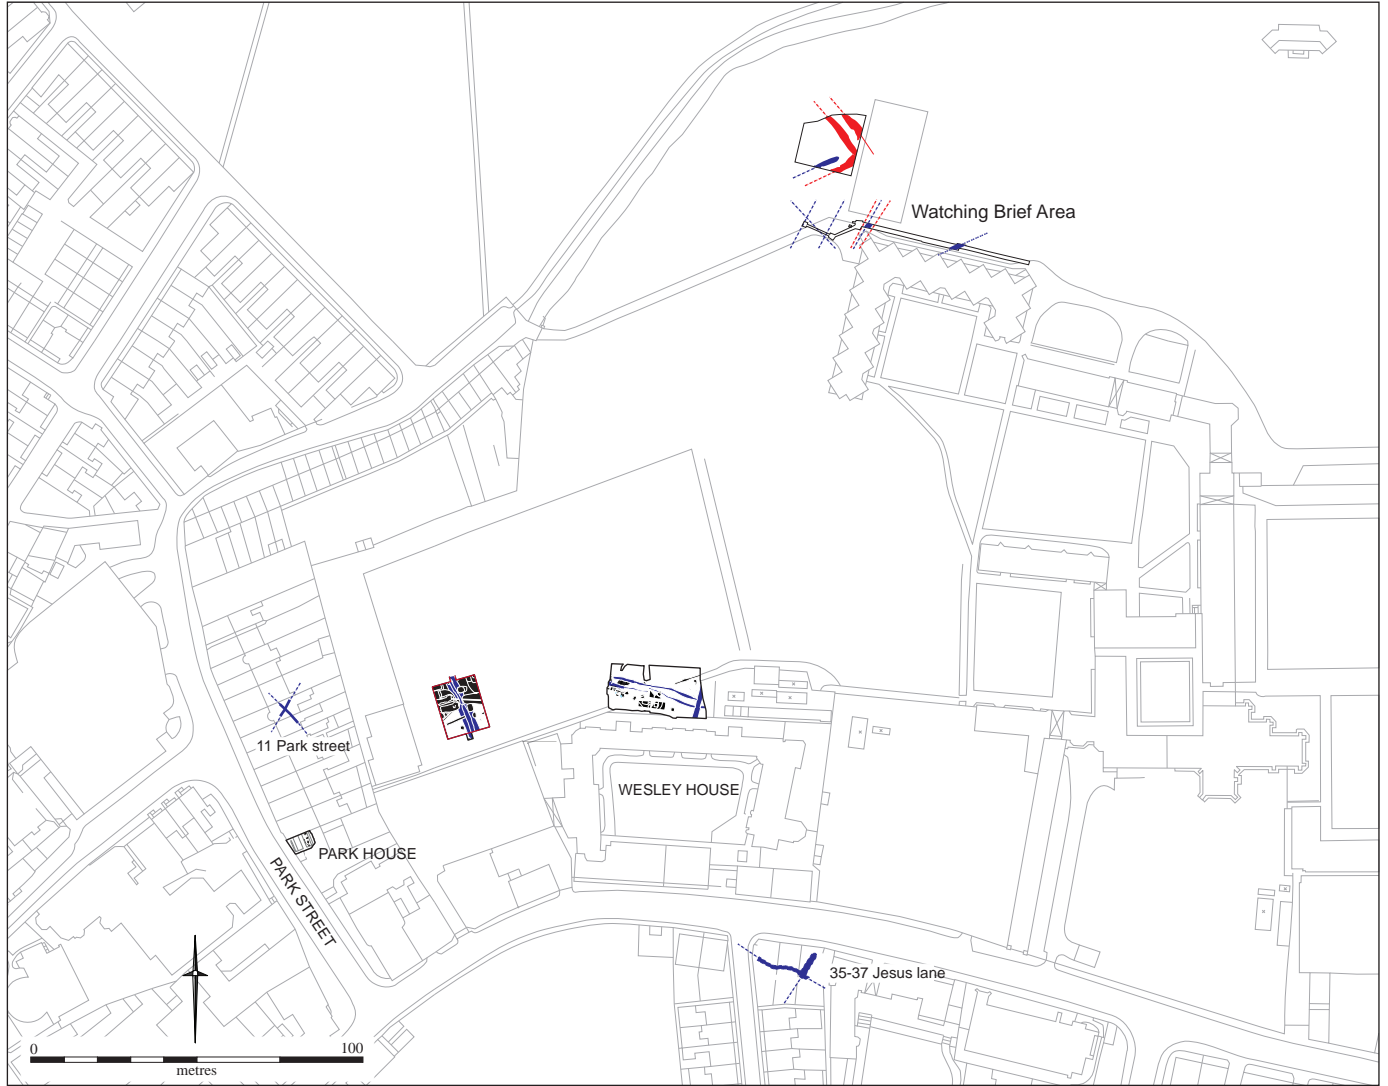 Watching Brief Area
11 Park street
WESLEY HOUSE
PARK HOUSE
PARK STREET
35-37 Jesus lane
0 100
metres